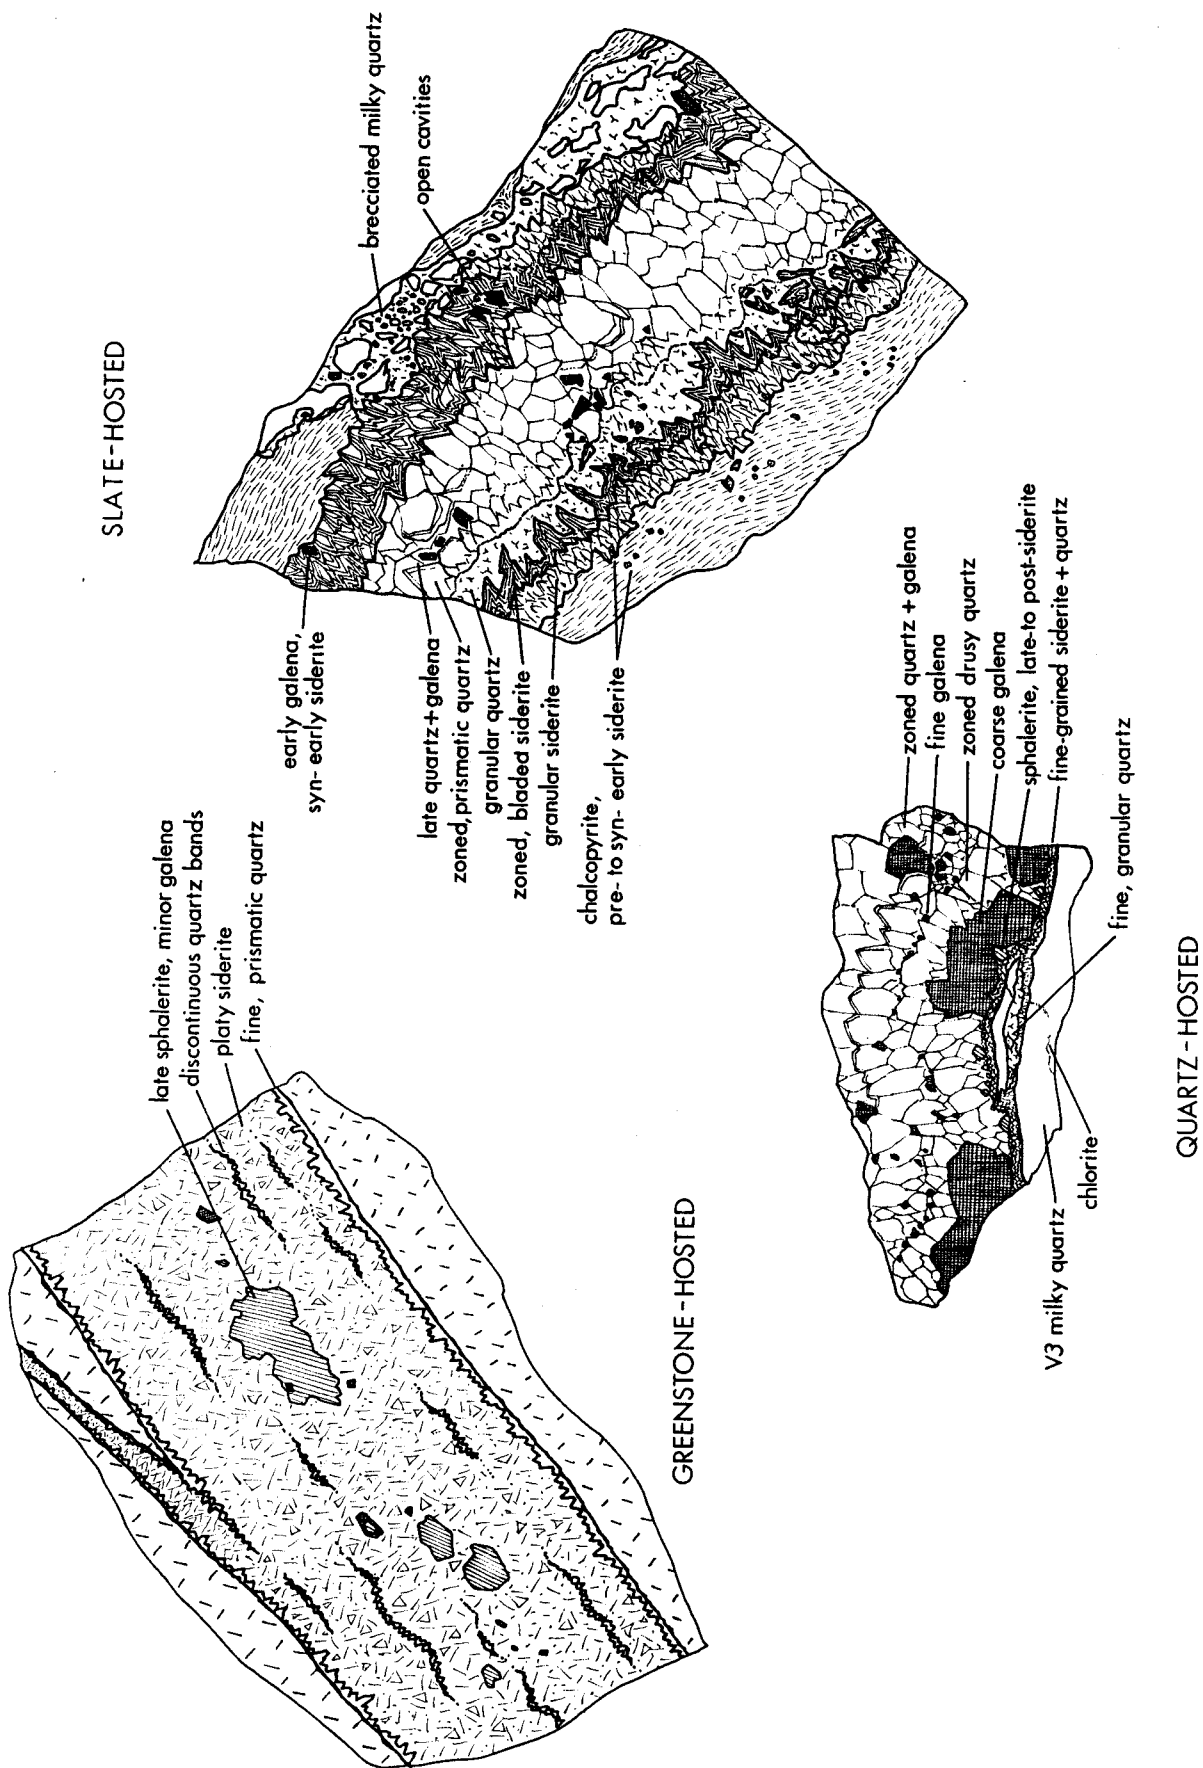 GREENSTONE-HOSTED
late sphalerite, minor galena
discontinuous quartz bands
platy siderite
fine, prismatic quartz
SLATE-HOSTED
brecciated milky quartz
open cavities
early galena,
syn- early siderite
late quartz+galena
zoned, prismatic quartz
granular quartz
zoned, bladed siderite
granular siderite
chalcopyrite,
pre- to syn- early siderite
QUARTZ-HOSTED
zoned quartz + galena
fine galena
zoned drusy quartz
coarse galena
sphalerite, late-to post-siderite
fine-grained siderite + quartz
fine, granular quartz
V3 milky quartz
chlorite